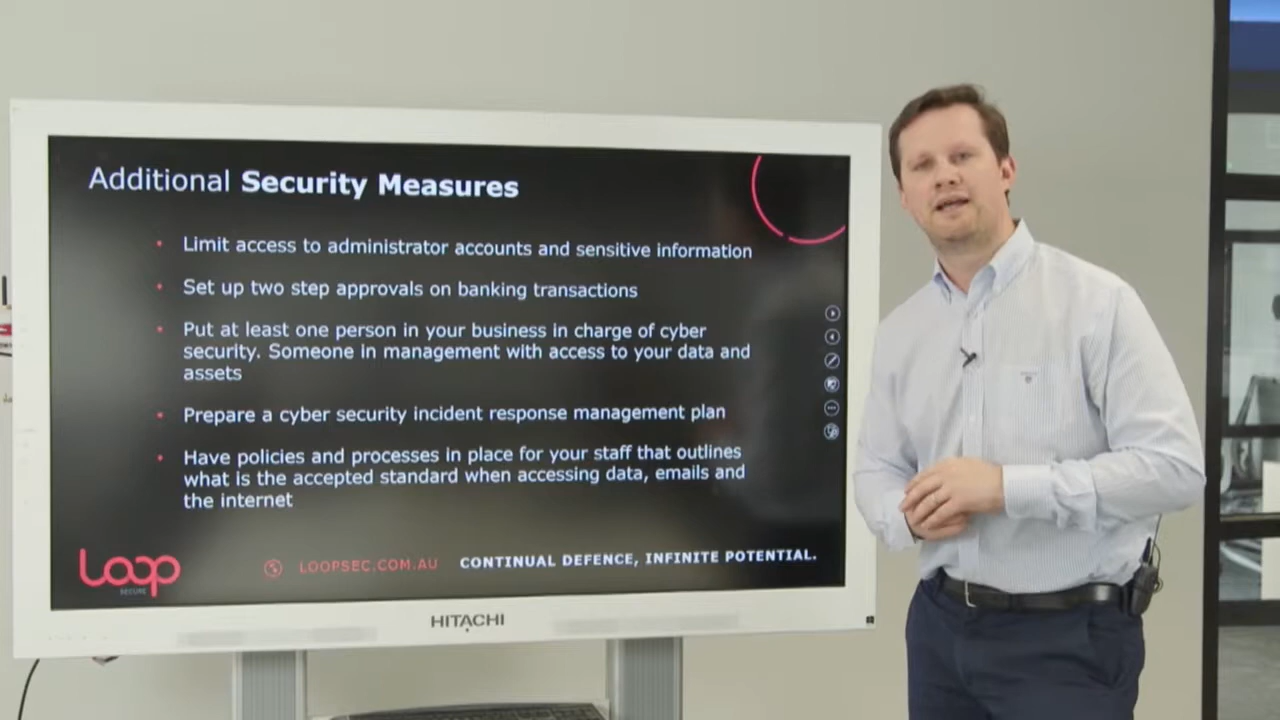 Additional Security Measures
• Limit access to administrator accounts and sensitive information
• Set up two step approvals on banking transactions
• Put at least one person in your business in charge of cyber
security. Someone in management with access to your data and
assets
• Prepare a cyber security incident response management plan
• Have policies and processes in place for your staff that outlines
what is the accepted standard when accessing data, emails and
the internet
Loop
SECURE
LOOPSEC.COM.AU
CONTINUAL DEFENCE, INFINITE POTENTIAL.
HITACHI